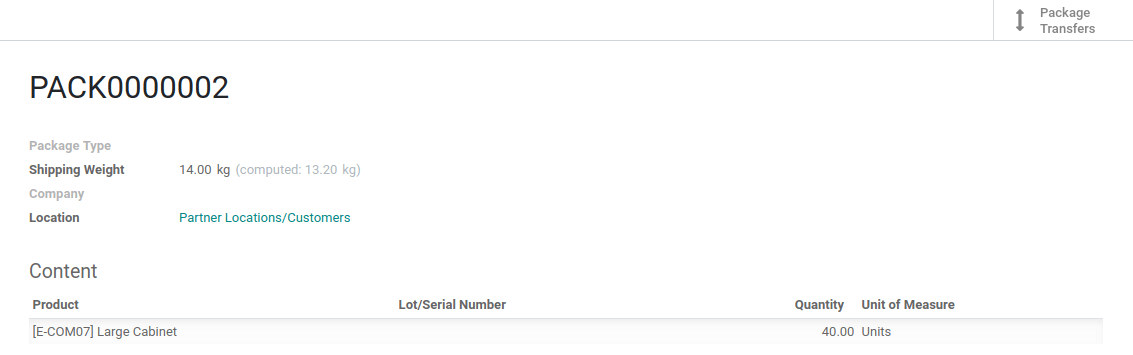 Package
Transfers
PACK0000002
Package Type
Shipping Weight 14.00 kg (computed: 13.20 kg)
Company
Location Partner Locations/Customers
Content
Product Lot/Serial Number Quantity Unit of Measure
[E-COM07] Large Cabinet 40.00 Units